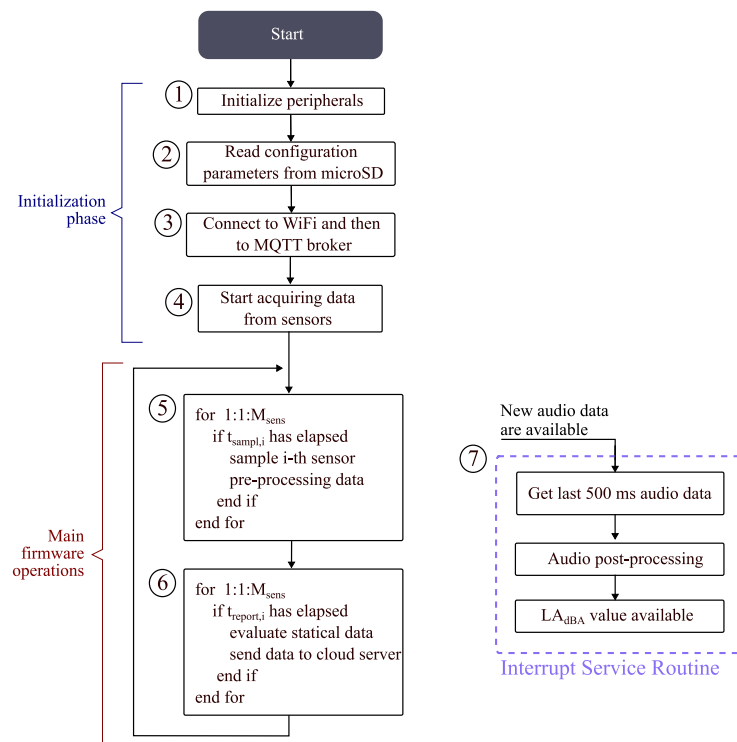 Start
1
Initialize peripherals
2
Read configuration
parameters from microSD
3
Connect to WiFi and then
to MQTT broker
4
Start acquiring data
from sensors
Initialization
phase
5
for 1:1:Msens
if tsampl,i has elapsed
sample i-th sensor
pre-processing data
end if
end for
6
for 1:1:Msens
if treport,i has elapsed
evaluate statical data
send data to cloud server
end if
end for
Main
firmware
operations
New audio data
are available
7
Get last 500 ms audio data
Audio post-processing
LAdBA value available
Interrupt Service Routine